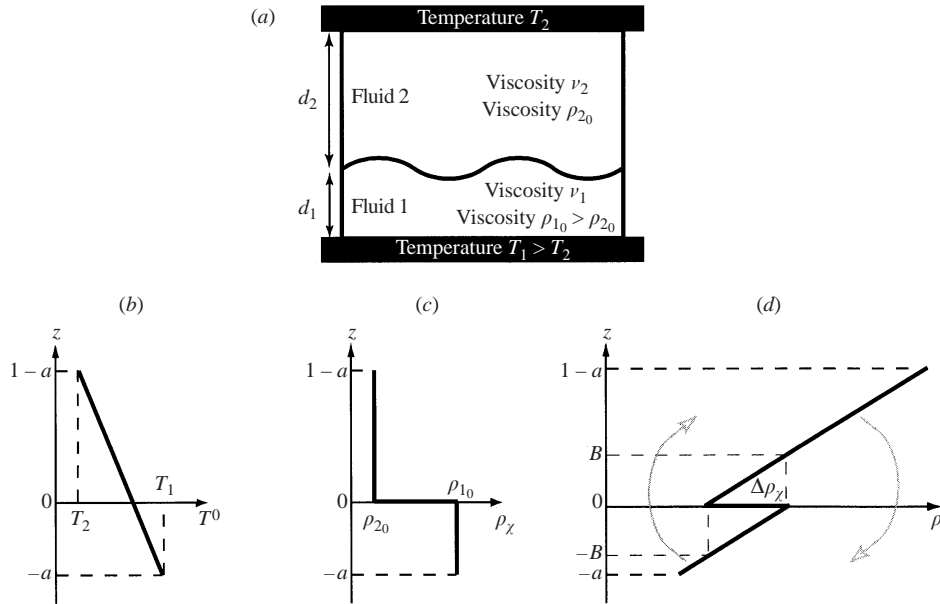 (a)
Temperature T₂
d₂
Fluid 2
Viscosity ν₂
Viscosity ρ₂₀
d₁
Fluid 1
Viscosity ν₁
Viscosity ρ₁₀ > ρ₂₀
Temperature T₁ > T₂
(b)
z
1 – a
0
T₁
T₂
T⁰
–a
(c)
z
1 – a
0
ρ₁₀
ρ₂₀
ρχ
–a
(d)
z
1 – a
B
Δρχ
0
ρ
–B
–a